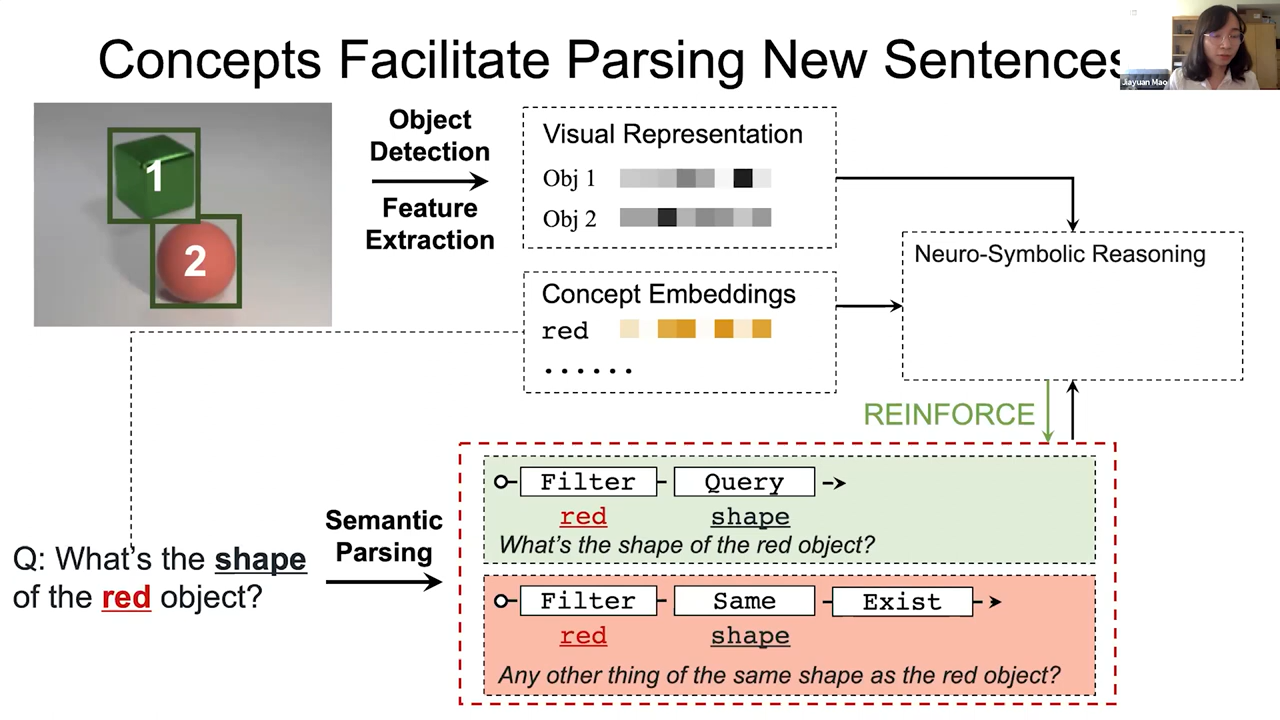 Concepts Facilitate Parsing New Sentences
Jiayuan Mao
1
2
Object
Detection
Feature
Extraction
Visual Representation
Obj 1
Obj 2
Concept Embeddings
red
......
Neuro-Symbolic Reasoning
REINFORCE
Q: What's the shape
of the red object?
Semantic
Parsing
Filter Query
red shape
What's the shape of the red object?
Filter Same Exist
red shape
Any other thing of the same shape as the red object?